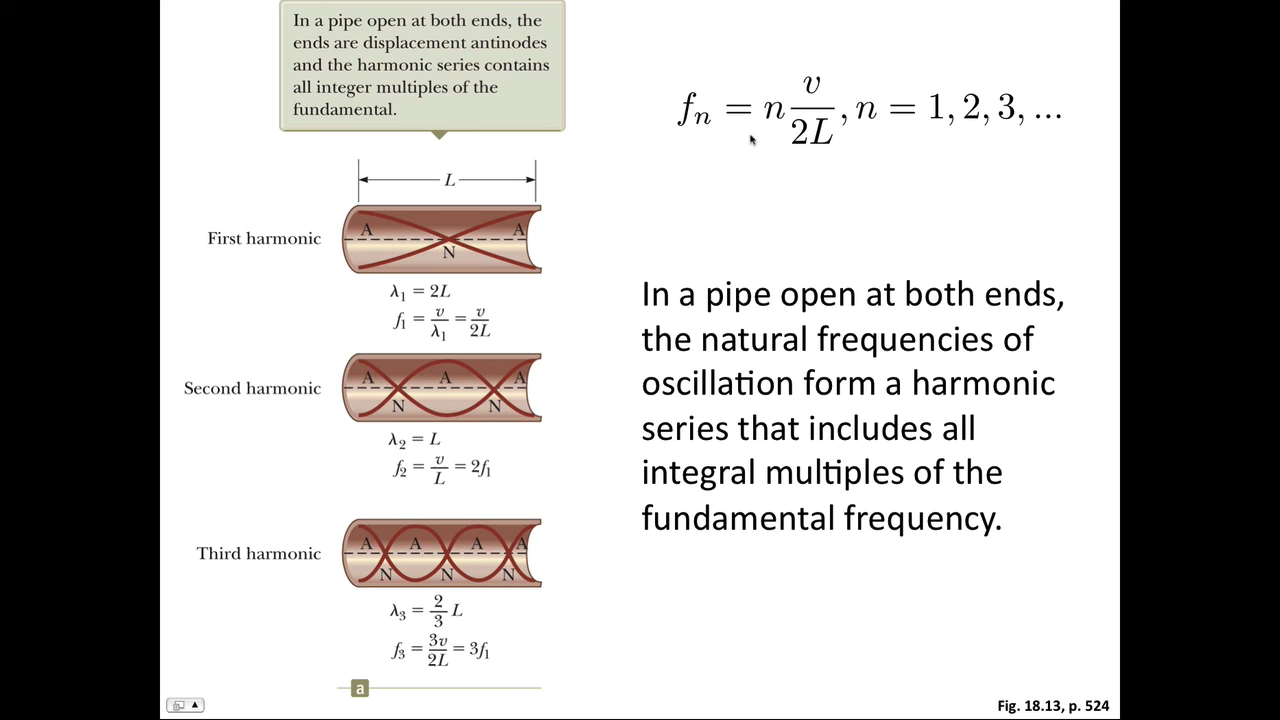 In a pipe open at both ends, the
ends are displacement antinodes
and the harmonic series contains
all integer multiples of the
fundamental.
f_n = n v/2L, n = 1, 2, 3, ...
L
First harmonic
A A
N
λ₁ = 2L
f₁ = v/λ₁ = v/2L
Second harmonic
A A A
N N
λ₂ = L
f₂ = v/L = 2f₁
Third harmonic
A A A A
N N N
λ₃ = 2/3 L
f₃ = 3v/2L = 3f₁
a
In a pipe open at both ends,
the natural frequencies of
oscillation form a harmonic
series that includes all
integral multiples of the
fundamental frequency.
Fig. 18.13, p. 524